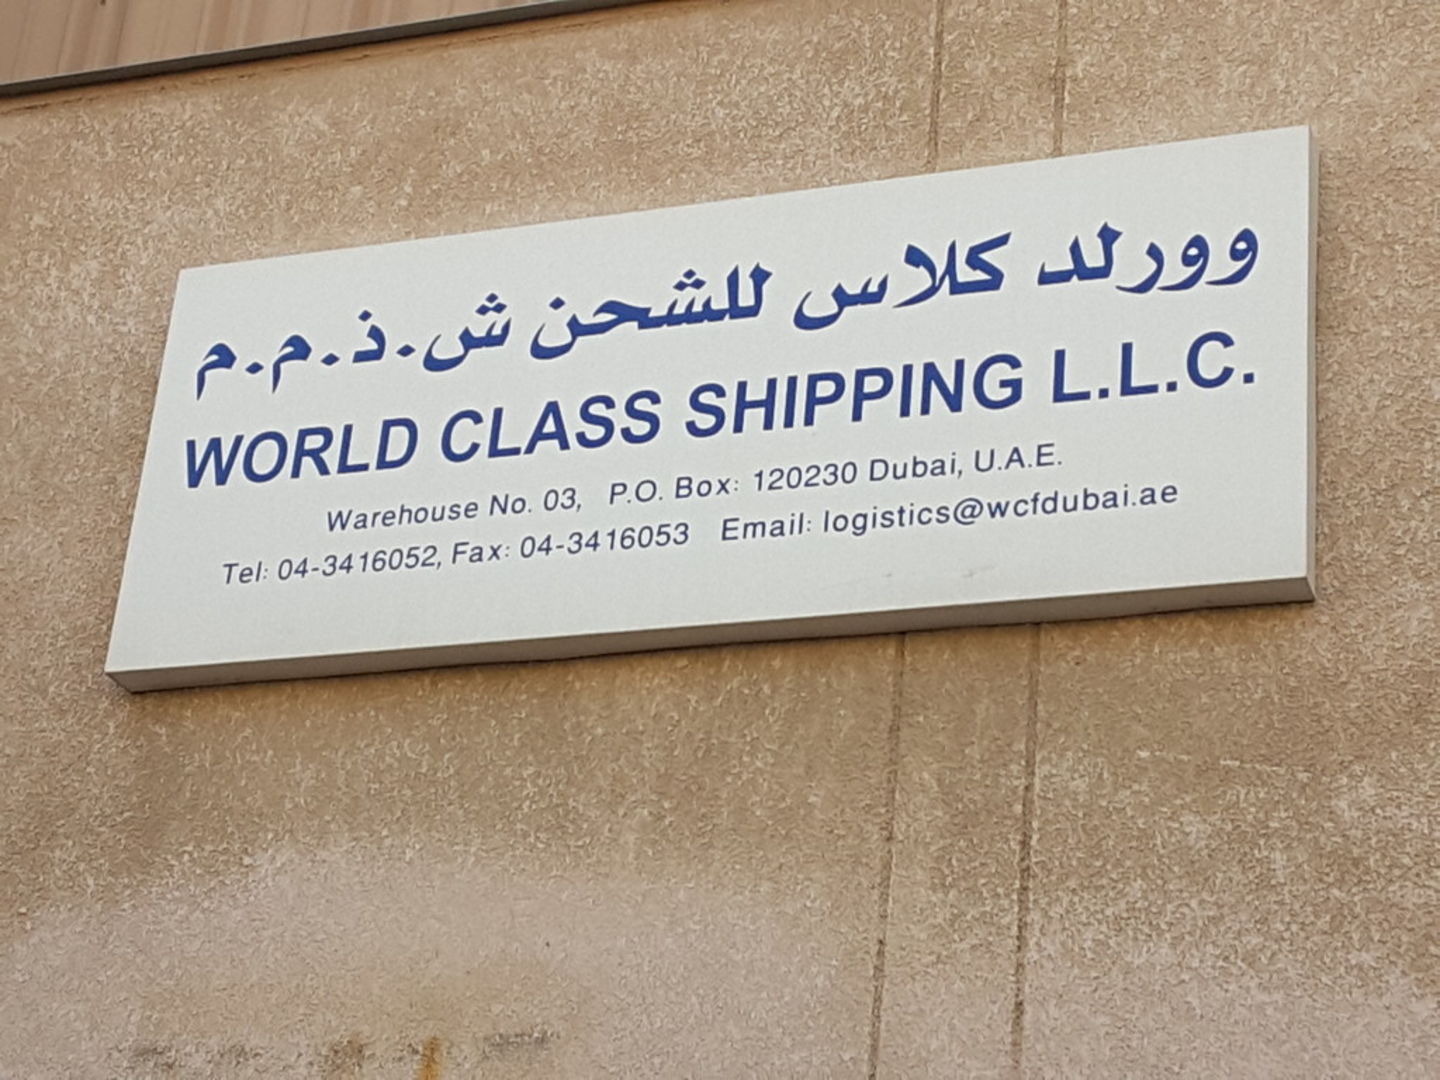 وورلد كلاس للشحن ش.ذ.م.م
WORLD CLASS SHIPPING L.L.C.
Warehouse No. 03, P.O. Box: 120230 Dubai, U.A.E.
Tel: 04-3416052, Fax: 04-3416053 Email: logistics@wcfdubai.ae